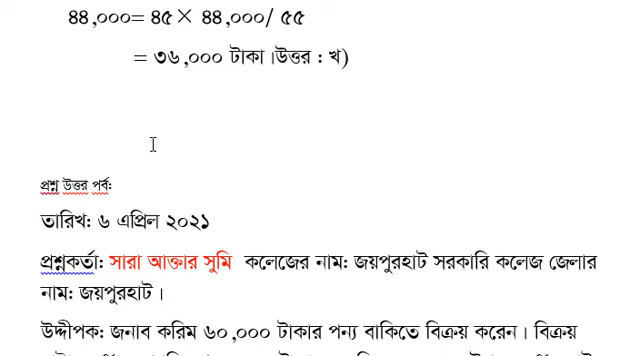 ৪৪,০০০= ৪৫× ৪৪,০০০/ ৫৫
= ৩৬,০০০ টাকা।উত্তর : খ)
প্রশ্ন উত্তর পর্ব:
তারিখ: ৬ এপ্রিল ২০২১
প্রশ্নকর্তা: সারা আক্তার সুমি কলেজের নাম: জয়পুরহাট সরকারি কলেজ জেলার
নাম: জয়পুরহাট।
উদ্দীপক: জনাব করিম ৬০,০০০ টাকার পন্য বাকিতে বিক্রয় করেন। বিক্রয়